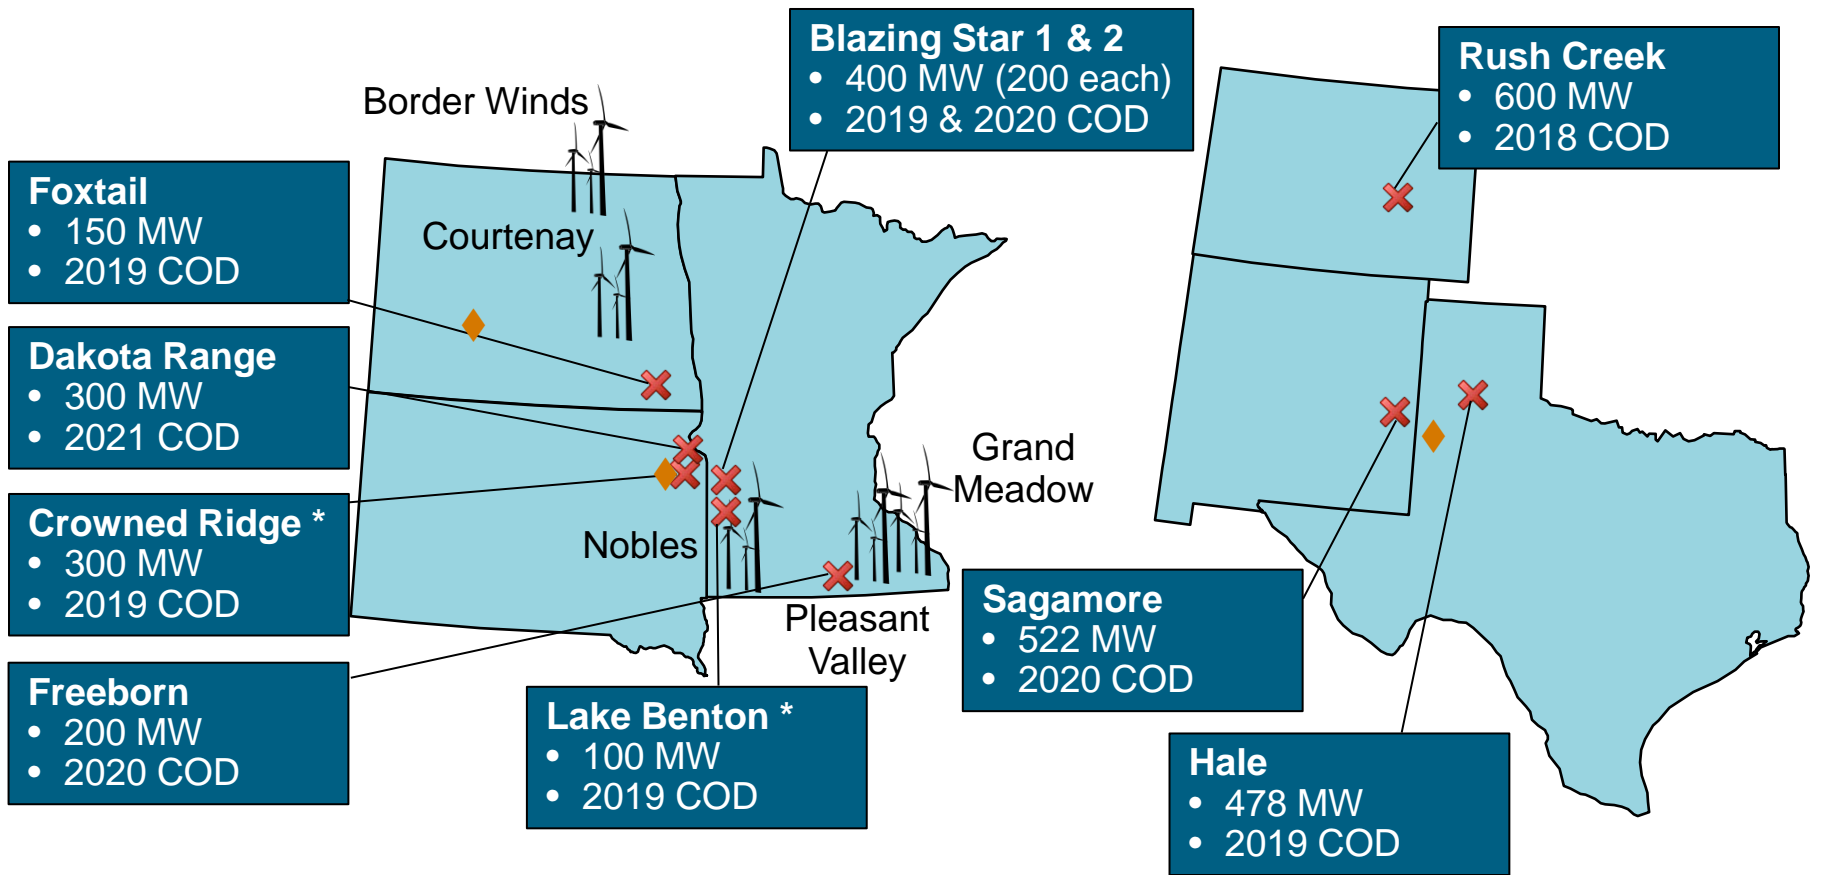 Blazing Star 1 & 2
• 400 MW (200 each)
• 2019 & 2020 COD
Rush Creek
• 600 MW
• 2018 COD
Border Winds
Foxtail
• 150 MW
• 2019 COD
Courtenay
Dakota Range
• 300 MW
• 2021 COD
Grand
Meadow
Crowned Ridge *
• 300 MW
• 2019 COD
Nobles
Pleasant
Valley
Sagamore
• 522 MW
• 2020 COD
Freeborn
• 200 MW
• 2020 COD
Lake Benton *
• 100 MW
• 2019 COD
Hale
• 478 MW
• 2019 COD